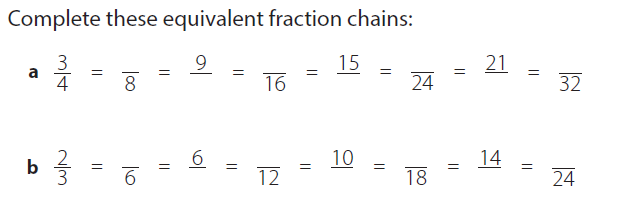 Complete these equivalent fraction chains:
a 3/4 = /8 = 9/ = /16 = 15/ = /24 = 21/ = /32
b 2/3 = /6 = 6/ = /12 = 10/ = /18 = 14/ = /24